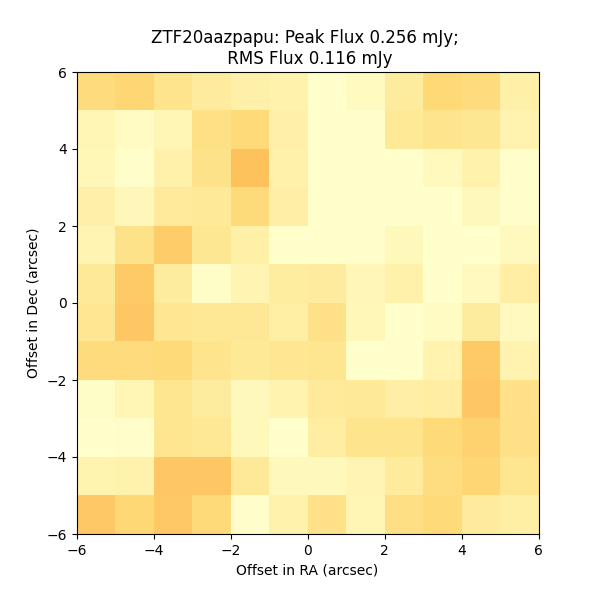 ZTF20aazpapu: Peak Flux 0.256 mJy;
RMS Flux 0.116 mJy
6
4
2
0
−2
−4
−6
Offset in Dec (arcsec)
−6 −4 −2 0 2 4 6
Offset in RA (arcsec)